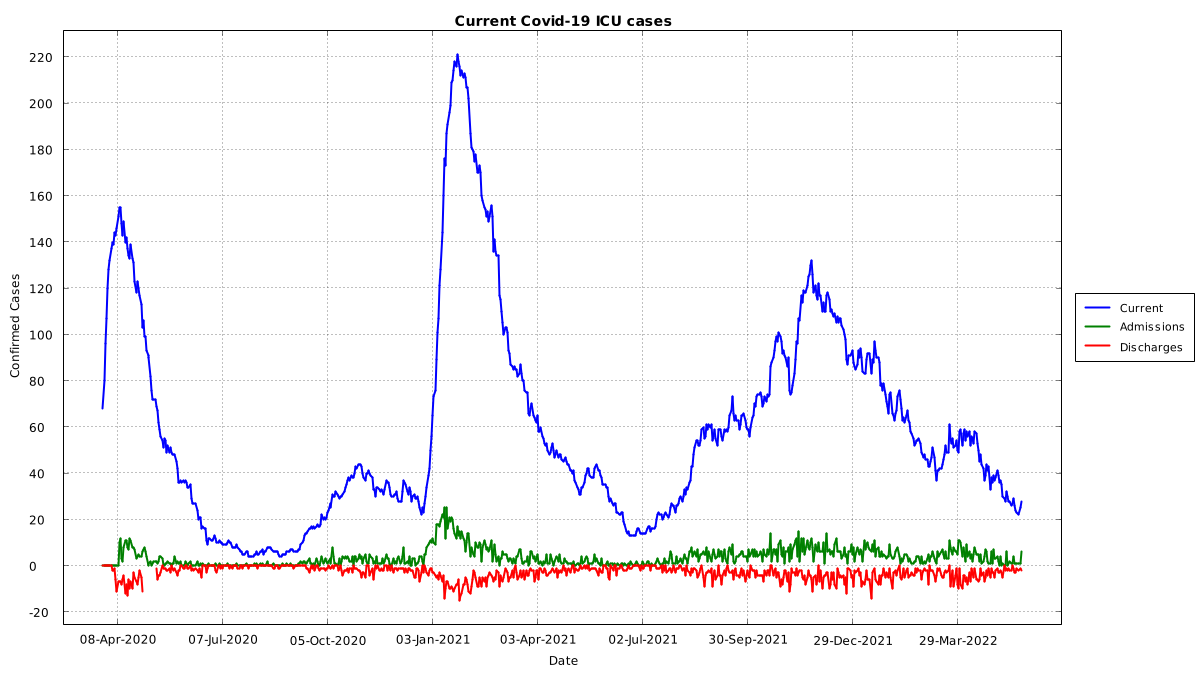 Current Covid-19 ICU cases
Confirmed Cases
220
200
180
160
140
120
100
80
60
40
20
0
-20
08-Apr-2020
07-Jul-2020
05-Oct-2020
03-Jan-2021
03-Apr-2021
02-Jul-2021
30-Sep-2021
29-Dec-2021
29-Mar-2022
Date
Current
Admissions
Discharges